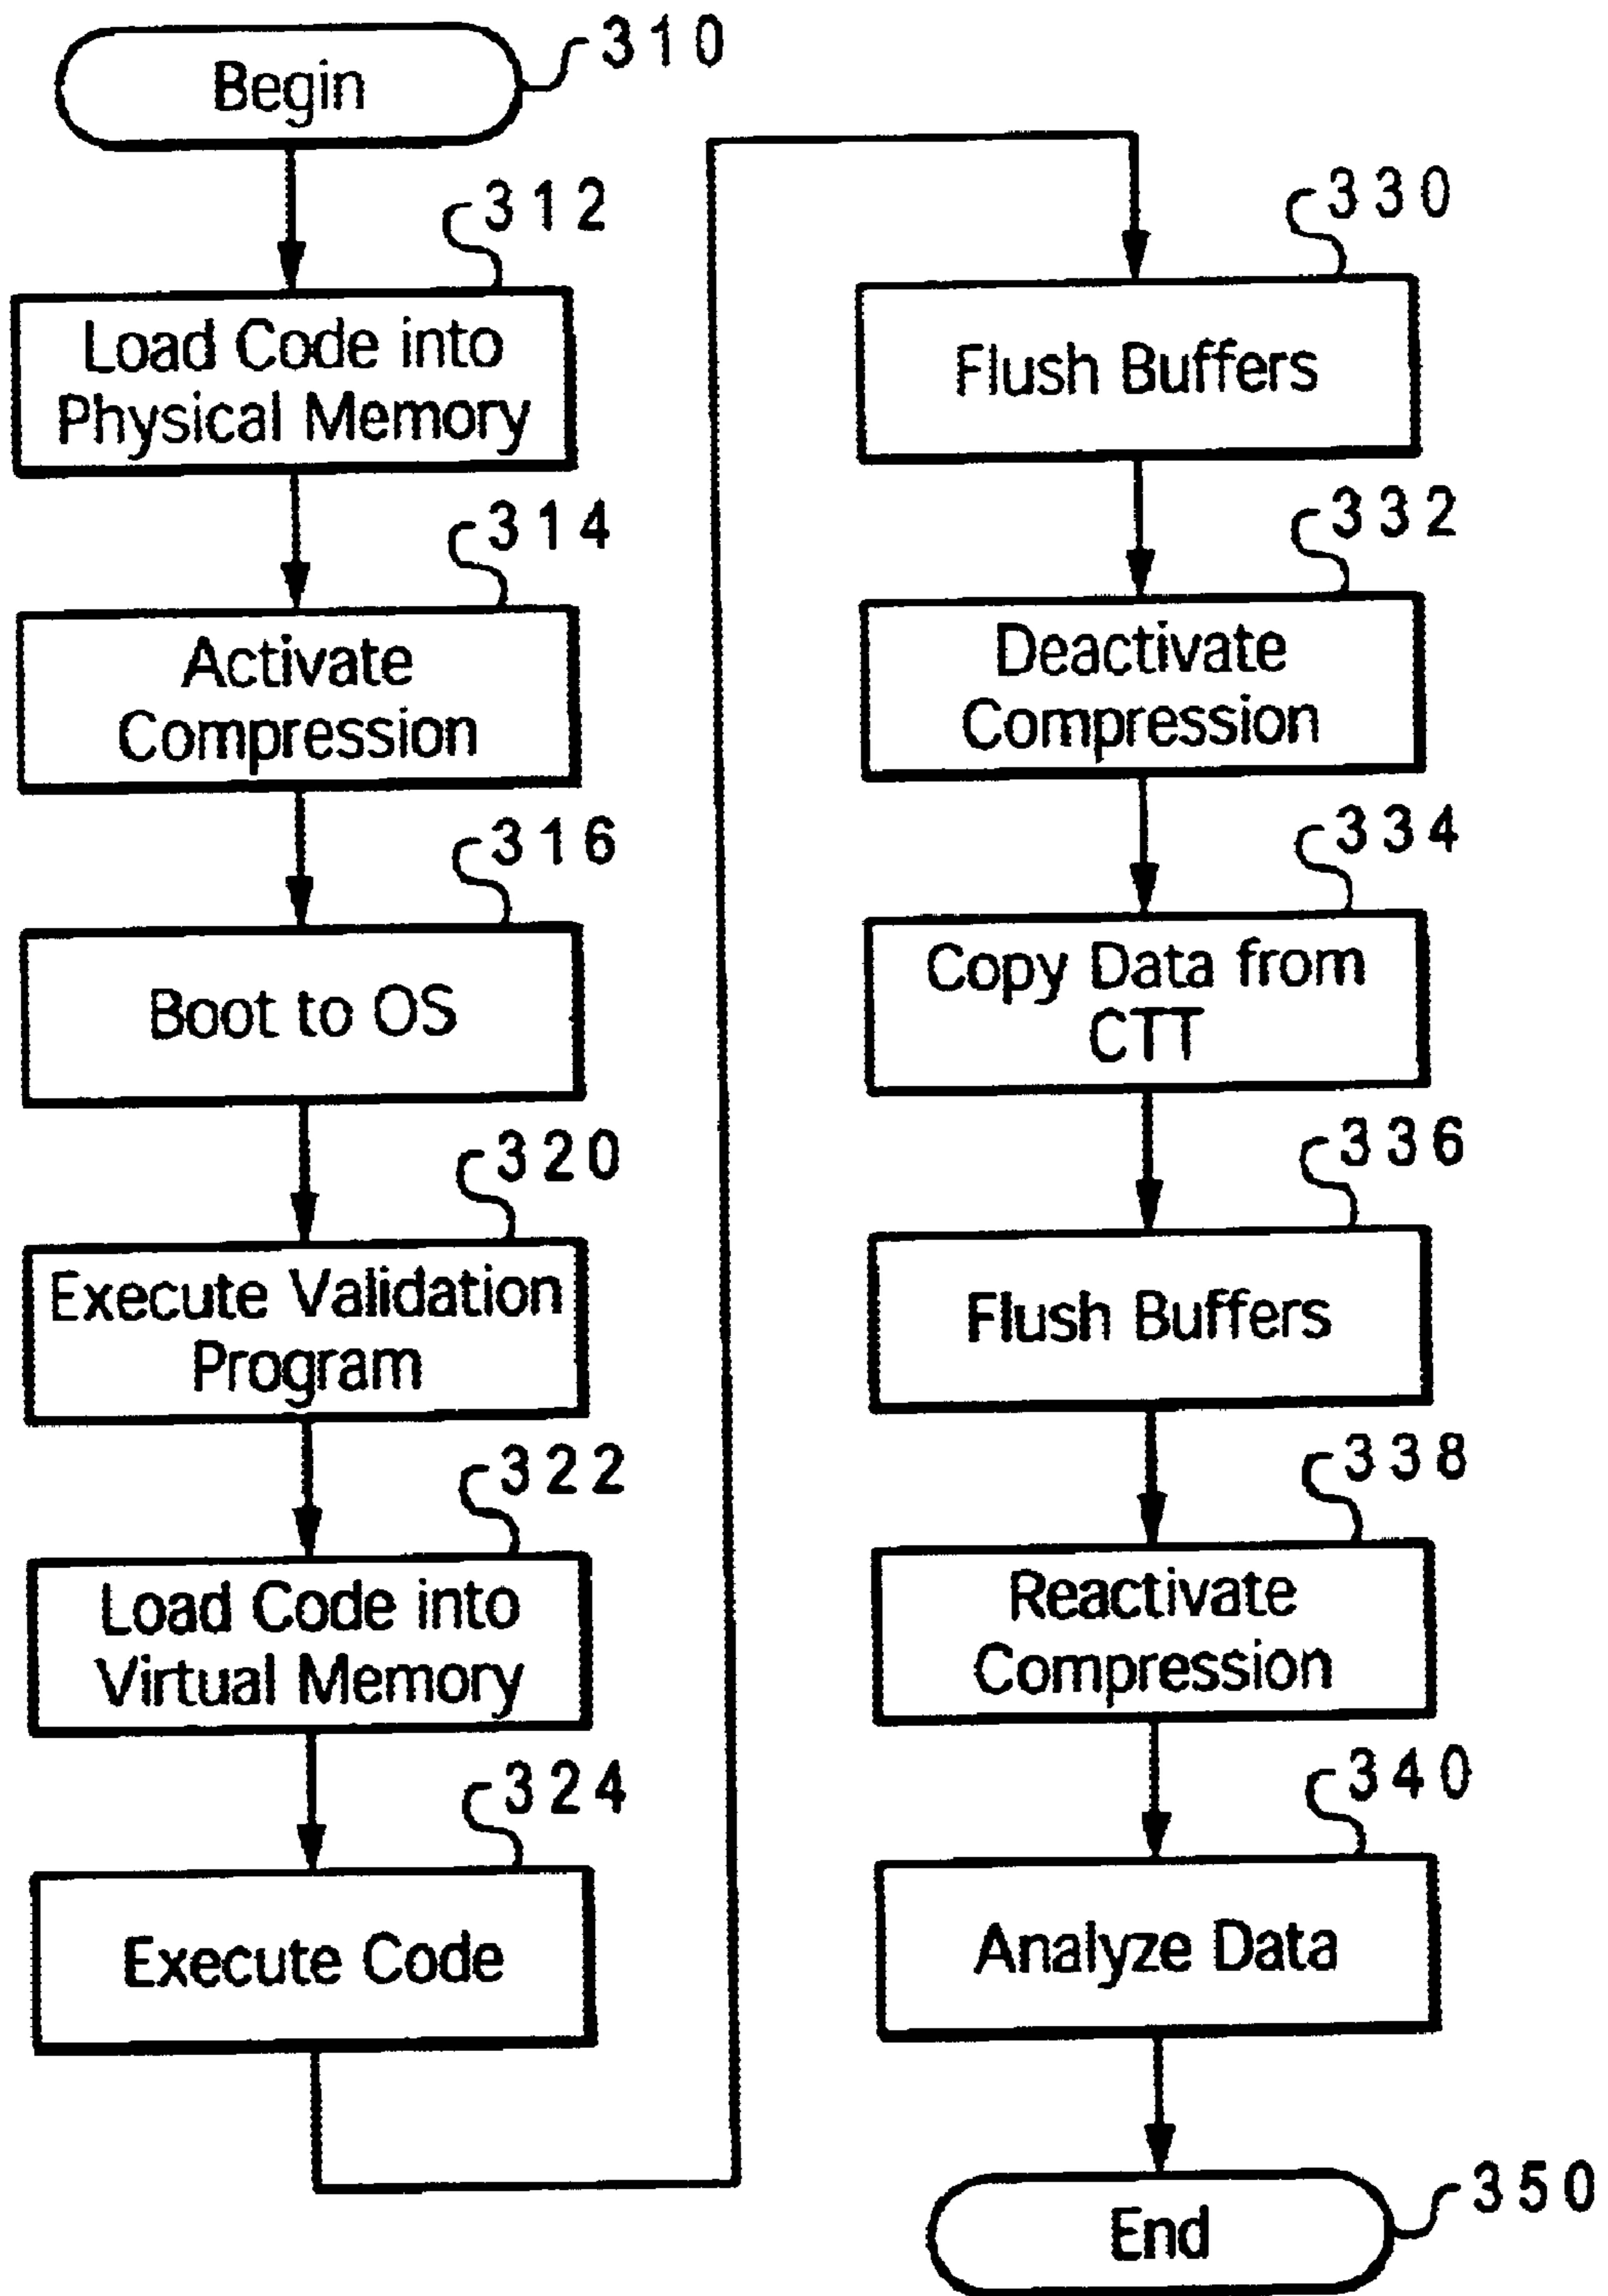 310
Begin
312
Load Code into
Physical Memory
314
Activate
Compression
316
Boot to OS
320
Execute Validation
Program
322
Load Code into
Virtual Memory
324
Execute Code
330
Flush Buffers
332
Deactivate
Compression
334
Copy Data from
CTT
336
Flush Buffers
338
Reactivate
Compression
340
Analyze Data
350
End